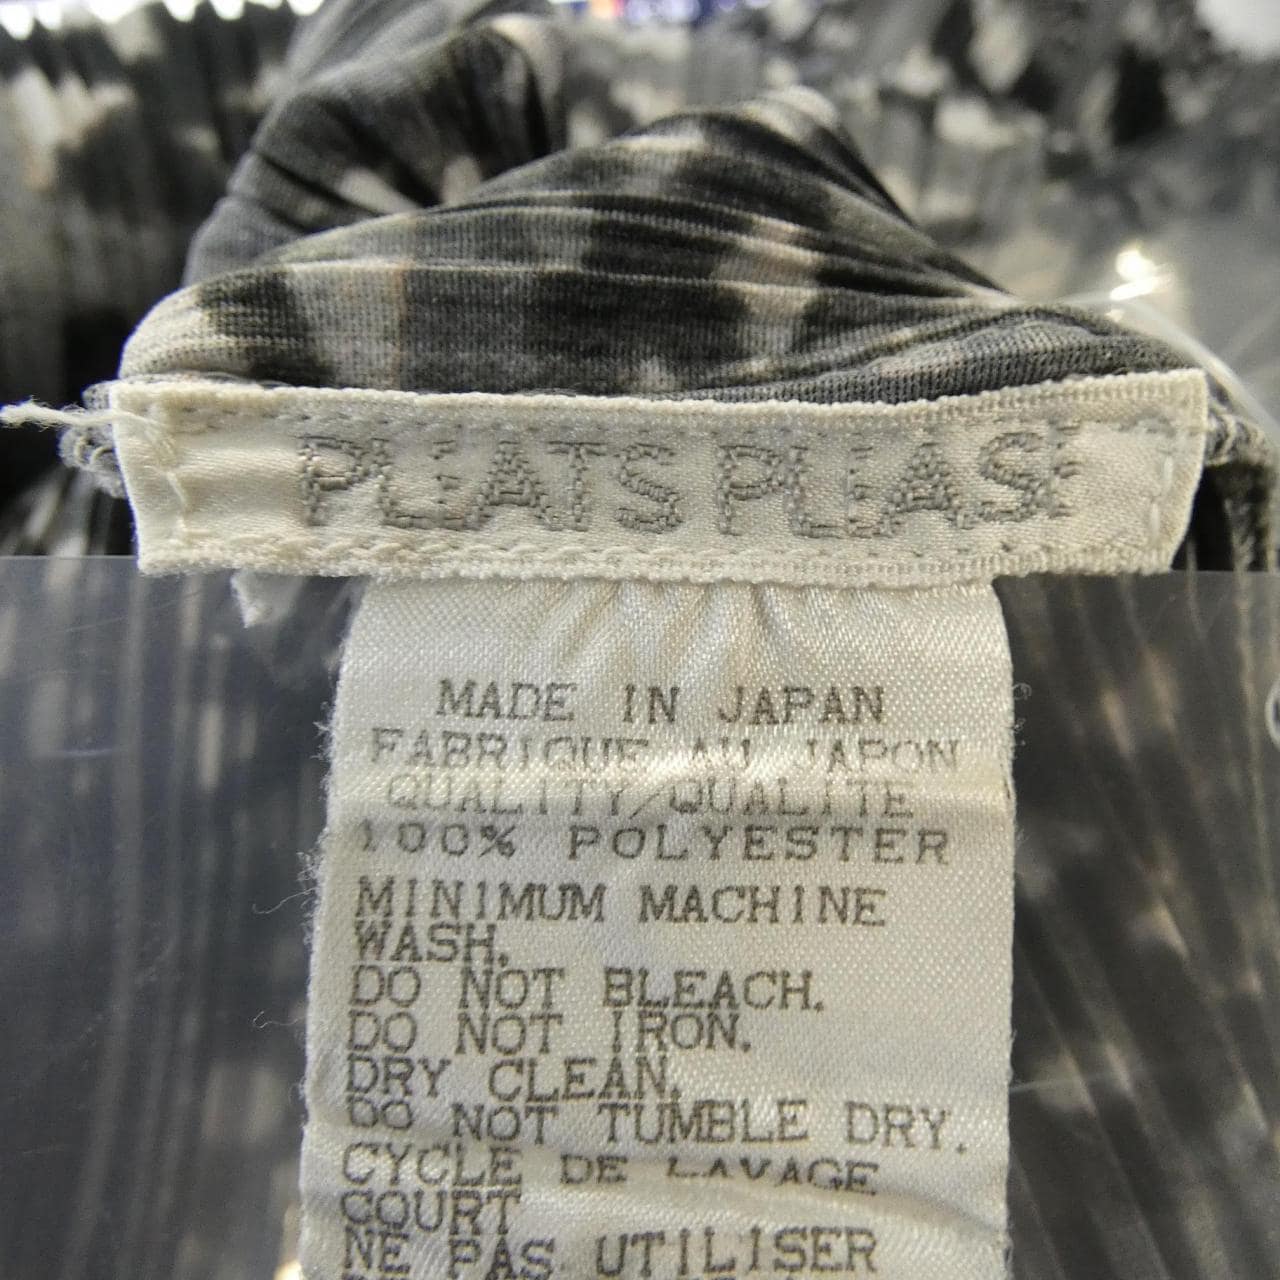 PLEATS PLEASE
MADE IN JAPAN
FABRIQUE AU JAPON
QUALITY/QUALITE
100% POLYESTER
MINIMUM MACHINE
WASH.
DO NOT BLEACH.
DO NOT IRON.
DRY CLEAN.
DO NOT TUMBLE DRY.
CYCLE DE LAVAGE
COURT
NE PAS UTILISER